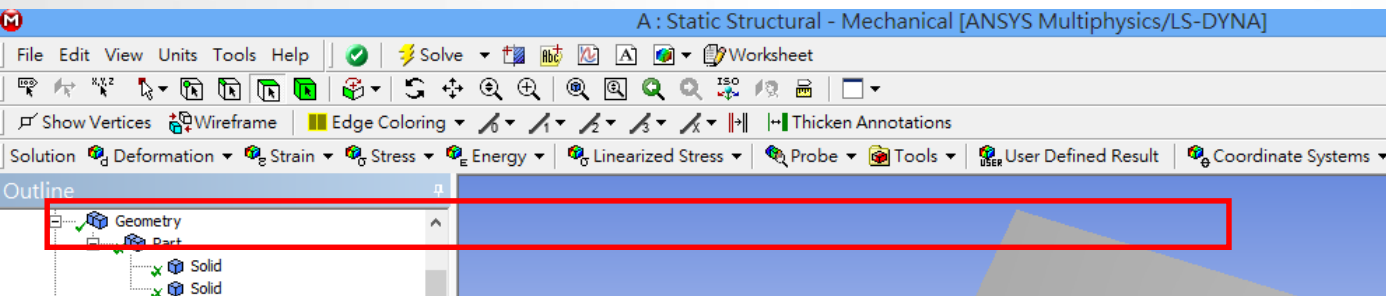 A : Static Structural - Mechanical [ANSYS Multiphysics/LS-DYNA]
File Edit View Units Tools Help Solve Worksheet
Show Vertices Wireframe Edge Coloring Thicken Annotations
Solution Deformation Strain Stress Energy Linearized Stress Probe Tools User Defined Result Coordinate Systems
Outline
Geometry
Part
Solid
Solid